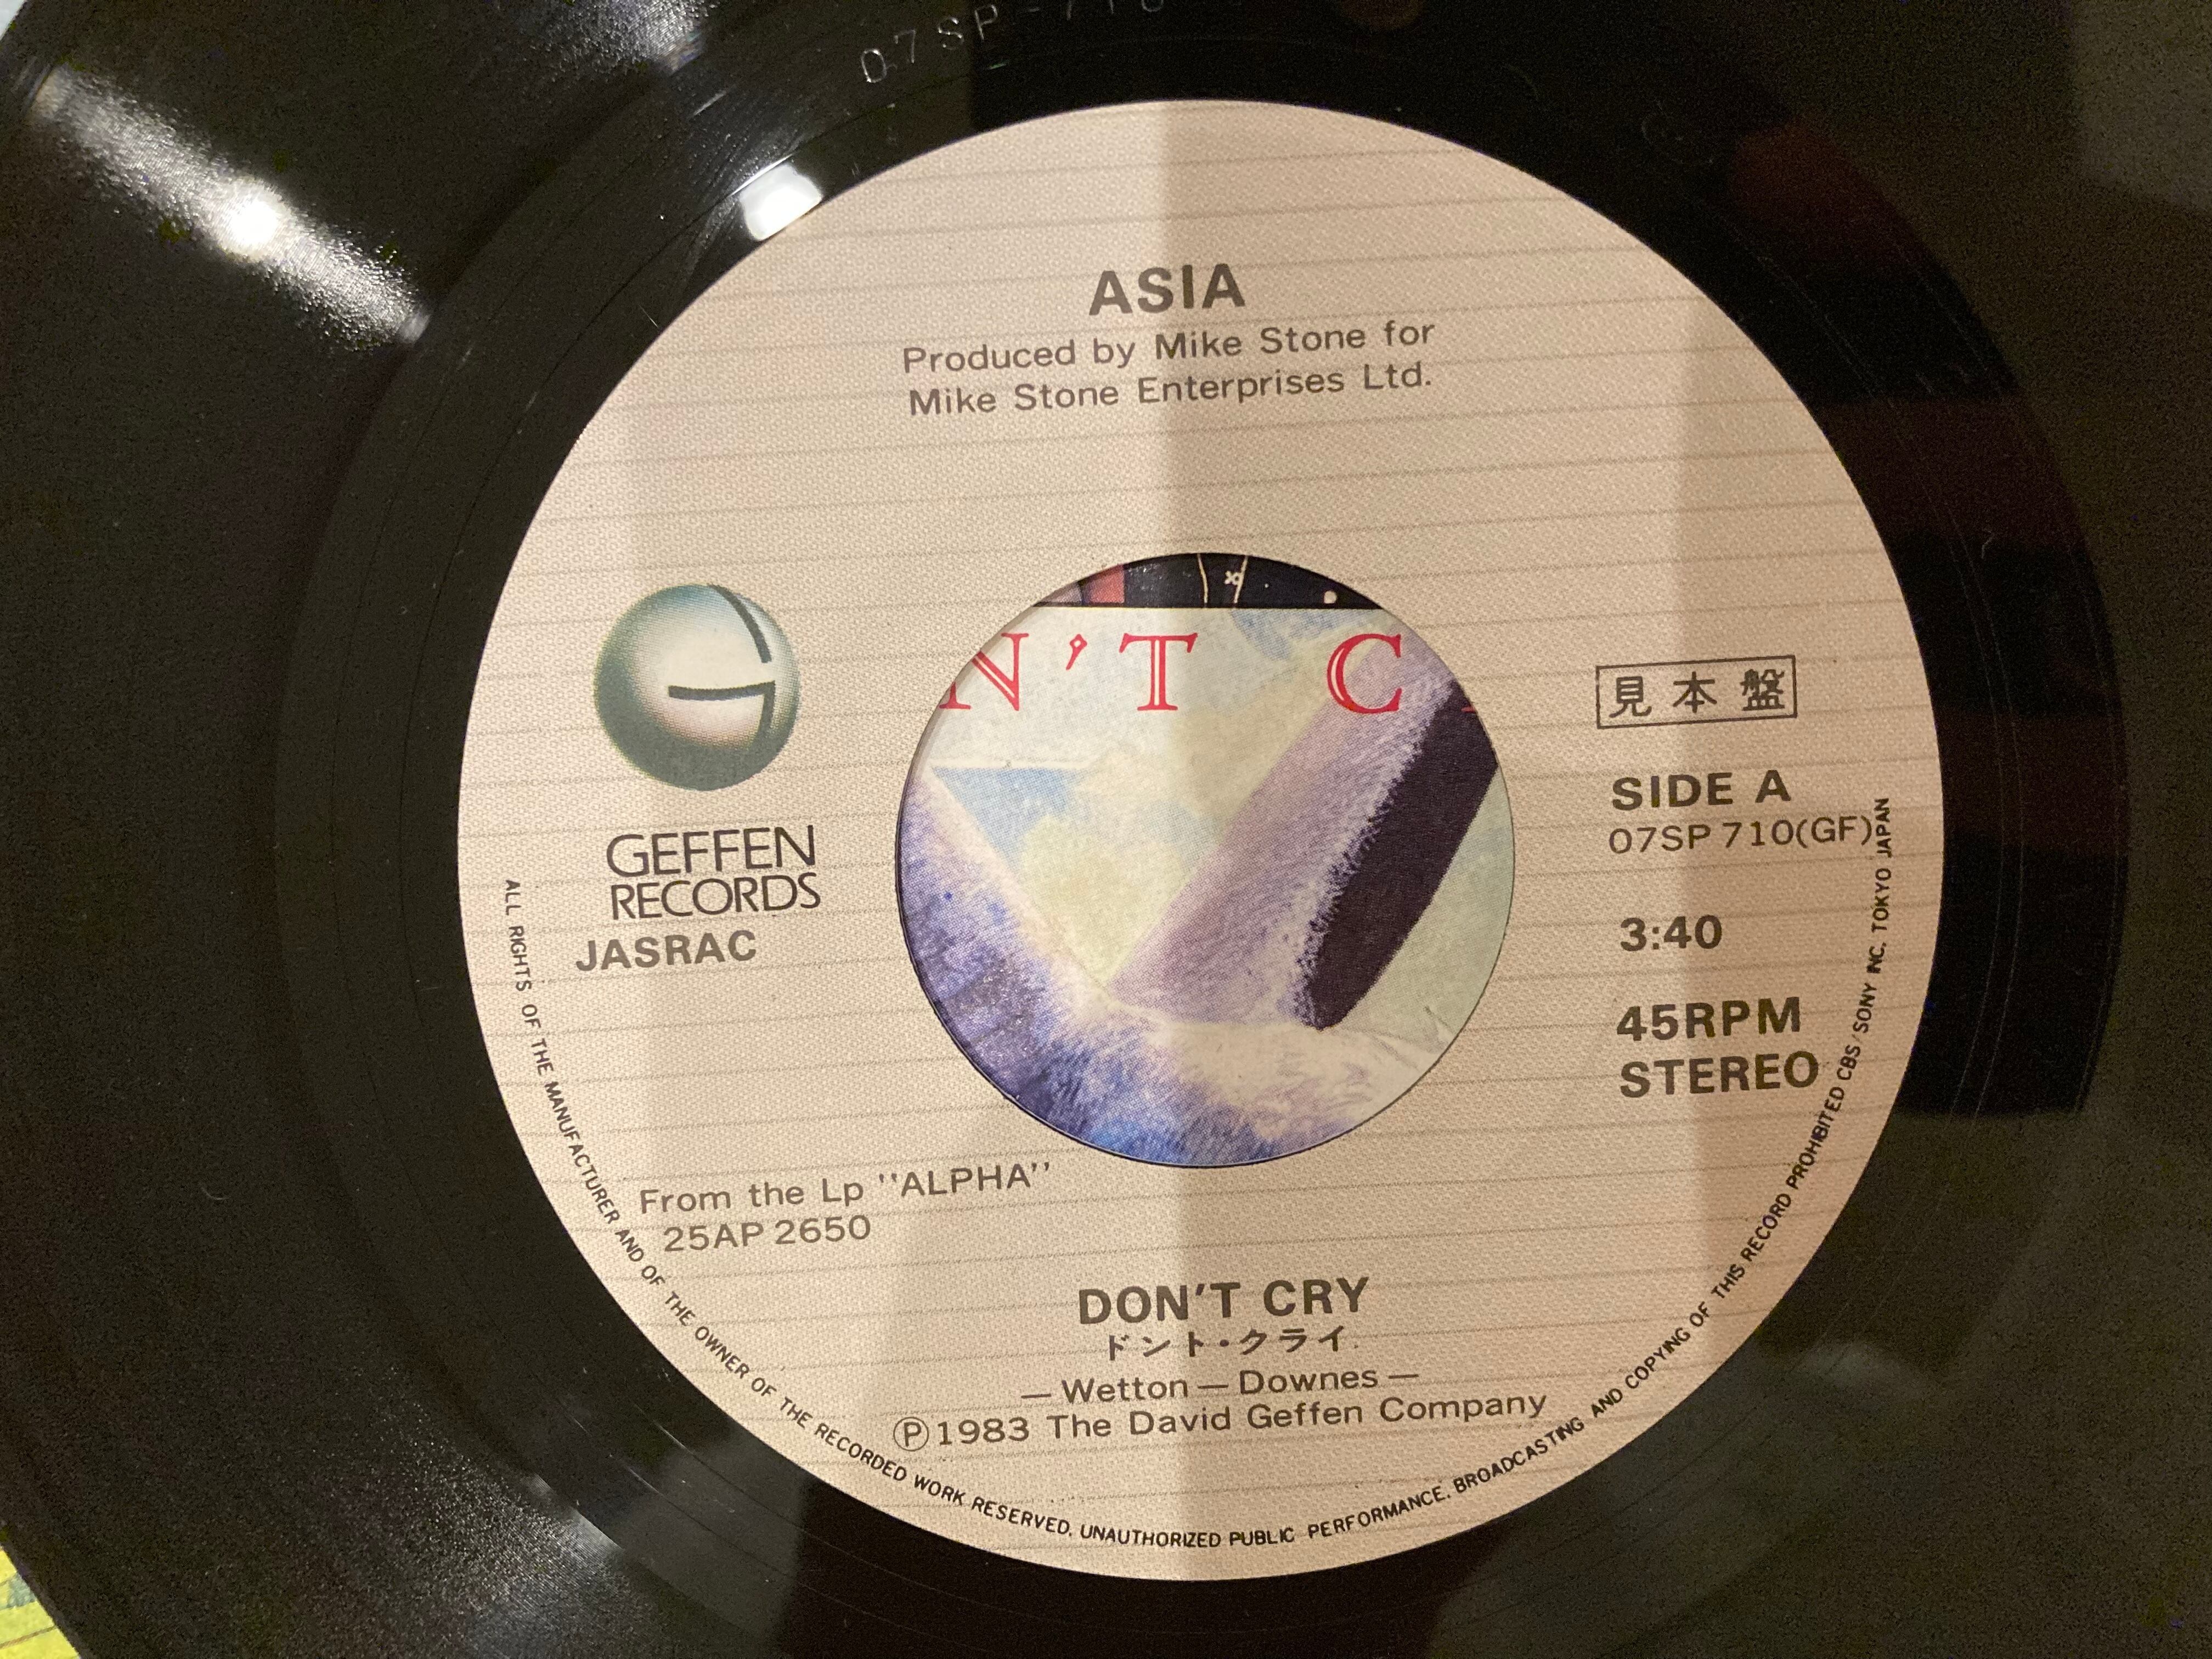 07SP-710
ASIA
Produced by Mike Stone for
Mike Stone Enterprises Ltd.
N'T C
GEFFEN
RECORDS
JASRAC
見本盤
SIDE A
07SP 710(GF)
3:40
45RPM
STEREO
From the Lp "ALPHA"
25AP 2650
DON'T CRY
ドント・クライ
— Wetton — Downes —
Ⓟ1983 The David Geffen Company
ALL RIGHTS OF THE MANUFACTURER AND OF THE OWNER OF THE RECORDED WORK RESERVED. UNAUTHORIZED PUBLIC PERFORMANCE. BROADCASTING AND COPYING OF THIS RECORD PROHIBITED CBS/SONY INC. TOKYO JAPAN